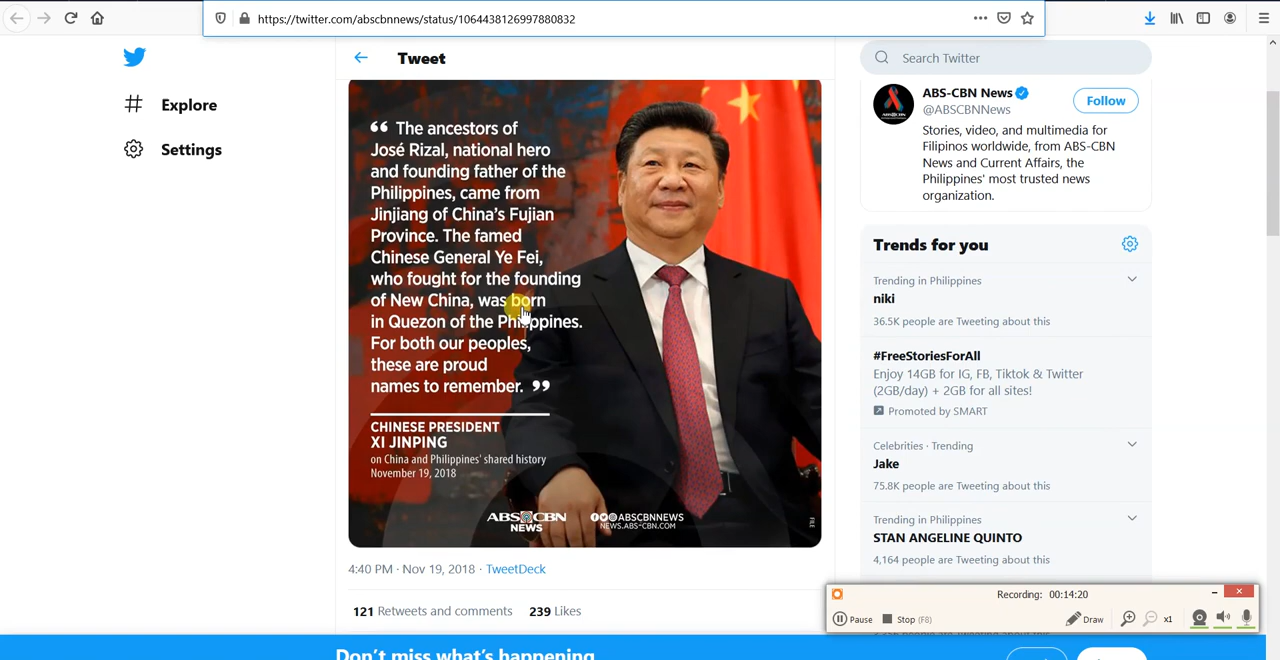 https://twitter.com/abscbnnews/status/1064438126997880832
Tweet
Search Twitter
Explore
Settings
“ The ancestors of
José Rizal, national hero
and founding father of the
Philippines, came from
Jinjiang of China’s Fujian
Province. The famed
Chinese General Ye Fei,
who fought for the founding
of New China, was born
in Quezon of the Philippines.
For both our peoples,
these are proud
names to remember. ”
CHINESE PRESIDENT
XI JINPING
on China and Philippines' shared history
November 19, 2018
ABS CBN
NEWS
ABSCBNNEWS
NEWS.ABS-CBN.COM
FILE
4:40 PM · Nov 19, 2018 · TweetDeck
121 Retweets and comments 239 Likes
Don’t miss what’s happening
ABS-CBN News
@ABSCBNNews
Follow
Stories, video, and multimedia for
Filipinos worldwide, from ABS-CBN
News and Current Affairs, the
Philippines' most trusted news
organization.
Trends for you
Trending in Philippines
niki
36.5K people are Tweeting about this
#FreeStoriesForAll
Enjoy 14GB for IG, FB, Tiktok & Twitter
(2GB/day) + 2GB for all sites!
Promoted by SMART
Celebrities · Trending
Jake
75.8K people are Tweeting about this
Trending in Philippines
STAN ANGELINE QUINTO
4,164 people are Tweeting about this
Recording: 00:14:20
Pause Stop (F8) Draw x1